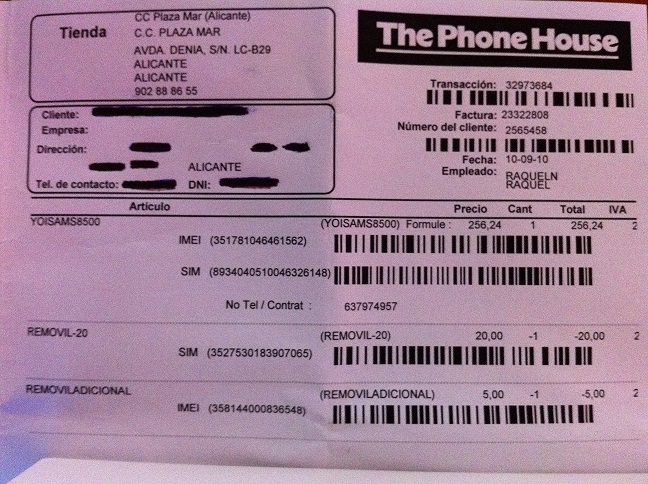 Tienda
CC Plaza Mar (Alicante)
C.C. PLAZA MAR
AVDA. DENIA, S/N. LC-B29
ALICANTE
ALICANTE
902 88 86 55
The Phone House
Transacción: 32973684
Factura: 23322808
Número del cliente: 2565458
Fecha: 10-09-10
Empleado: RAQUELN
RAQUEL
Cliente:
Empresa:
Dirección:
ALICANTE
Tel. de contacto: DNI:
Artículo Precio Cant Total IVA
YOISAMS8500 (YOISAMS8500) Formule : 256,24 1 256,24 2
IMEI (351781046461562)
SIM (8934040510046326148)
No Tel / Contrat : 637974957
REMOVIL-20 (REMOVIL-20) 20,00 -1 -20,00 2
SIM (3527530183907065)
REMOVILADICIONAL (REMOVILADICIONAL) 5,00 -1 -5,00 2
IMEI (358144000836548)